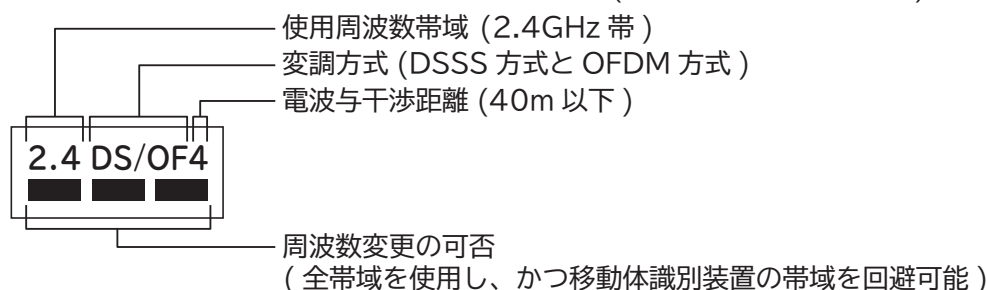 使用周波数帯域 (2.4GHz 帯 )
変調方式 (DSSS 方式と OFDM 方式 )
電波与干渉距離 (40m 以下 )
2.4 DS/OF4
周波数変更の可否
( 全帯域を使用し、かつ移動体識別装置の帯域を回避可能 )